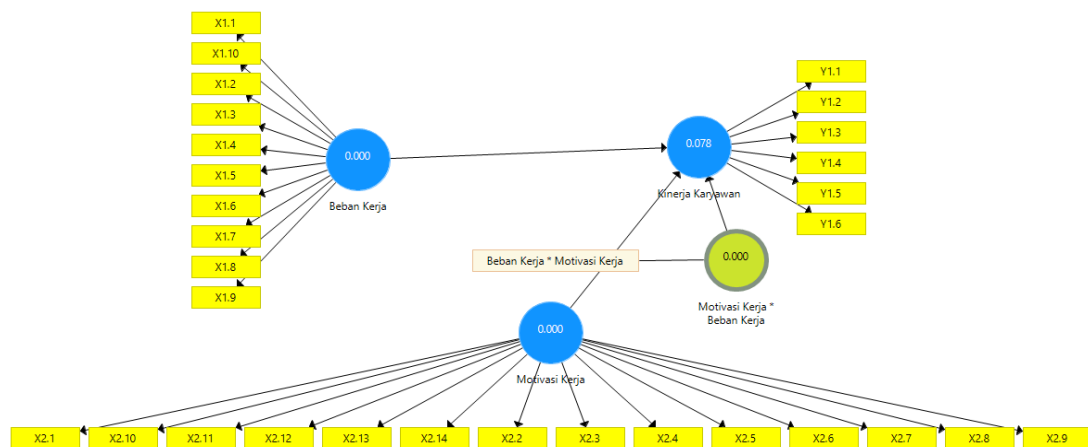 X1.1
X1.10
X1.2
X1.3
X1.4
X1.5
X1.6
X1.7
X1.8
X1.9
0.000
Beban Kerja
0.078
Kinerja Karyawan
Y1.1
Y1.2
Y1.3
Y1.4
Y1.5
Y1.6
Beban Kerja * Motivasi Kerja
0.000
Motivasi Kerja *
Beban Kerja
0.000
Motivasi Kerja
X2.1
X2.10
X2.11
X2.12
X2.13
X2.14
X2.2
X2.3
X2.4
X2.5
X2.6
X2.7
X2.8
X2.9